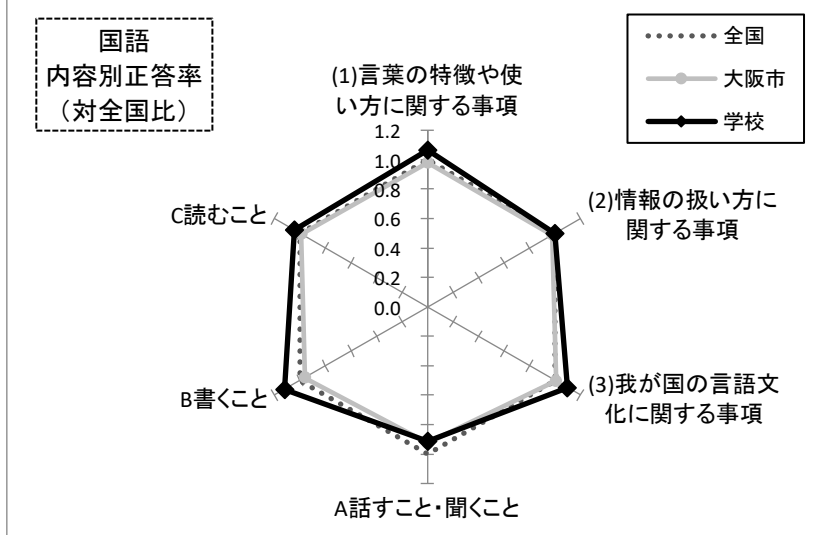 国語
内容別正答率
（対全国比）
全国
大阪市
学校
(1)言葉の特徴や使
い方に関する事項
1.2
1.0
0.8
0.6
0.4
0.2
0.0
(2)情報の扱い方に
関する事項
(3)我が国の言語文
化に関する事項
A話すこと・聞くこと
B書くこと
C読むこと